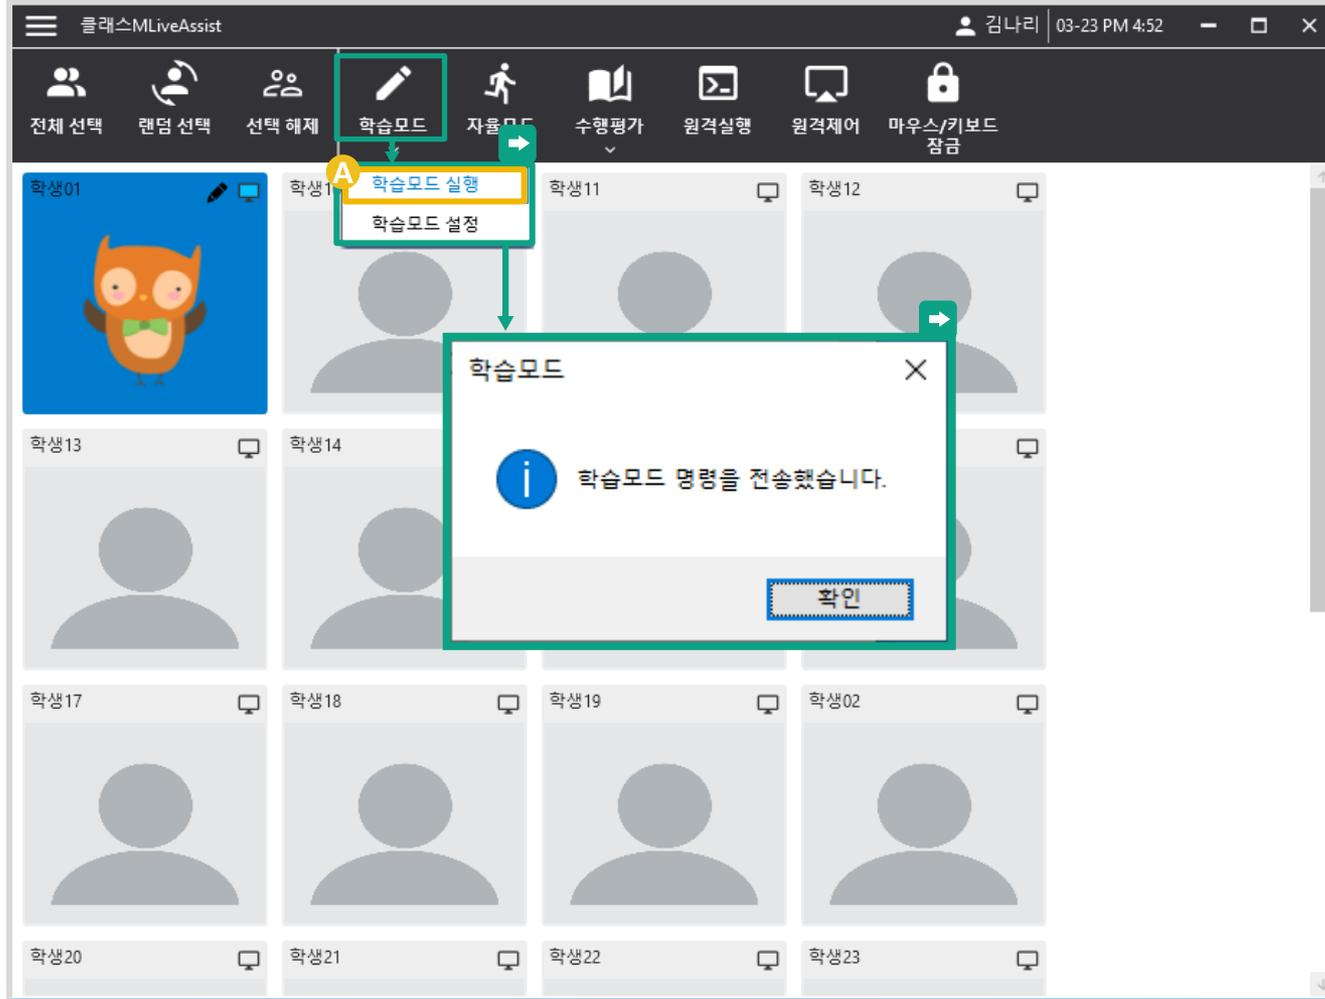 클래스MLiveAssist
김나리 03-23 PM 4:52
전체 선택
랜덤 선택
선택 해제
학습모드
자율모드
수행평가
원격실행
원격제어
마우스/키보드
잠금
A
학습모드 실행
학습모드 설정
학생01
학생1
학생11
학생12
학습모드
학습모드 명령을 전송했습니다.
확인
학생13
학생14
학생17
학생18
학생19
학생02
학생20
학생21
학생22
학생23